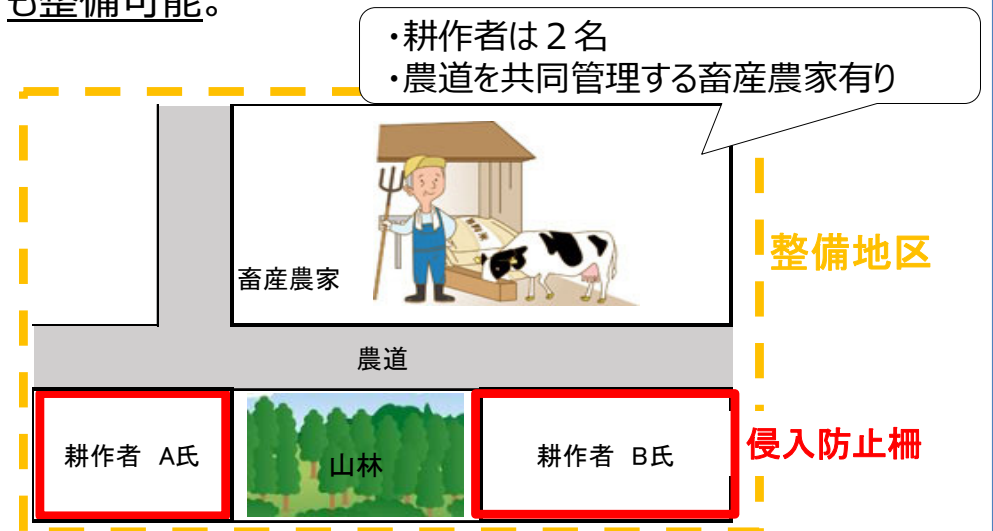 も整備可能。
・耕作者は２名
・農道を共同管理する畜産農家有り
整備地区
畜産農家
農道
耕作者　A氏
山林
耕作者　B氏
侵入防止柵